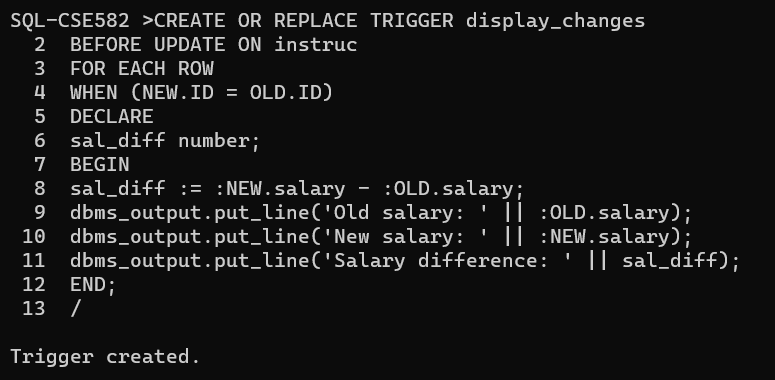 SQL-CSE582 >CREATE OR REPLACE TRIGGER display_changes
  2  BEFORE UPDATE ON instruc
  3  FOR EACH ROW
  4  WHEN (NEW.ID = OLD.ID)
  5  DECLARE
  6  sal_diff number;
  7  BEGIN
  8  sal_diff := :NEW.salary - :OLD.salary;
  9  dbms_output.put_line('Old salary: ' || :OLD.salary);
 10  dbms_output.put_line('New salary: ' || :NEW.salary);
 11  dbms_output.put_line('Salary difference: ' || sal_diff);
 12  END;
 13  /
Trigger created.